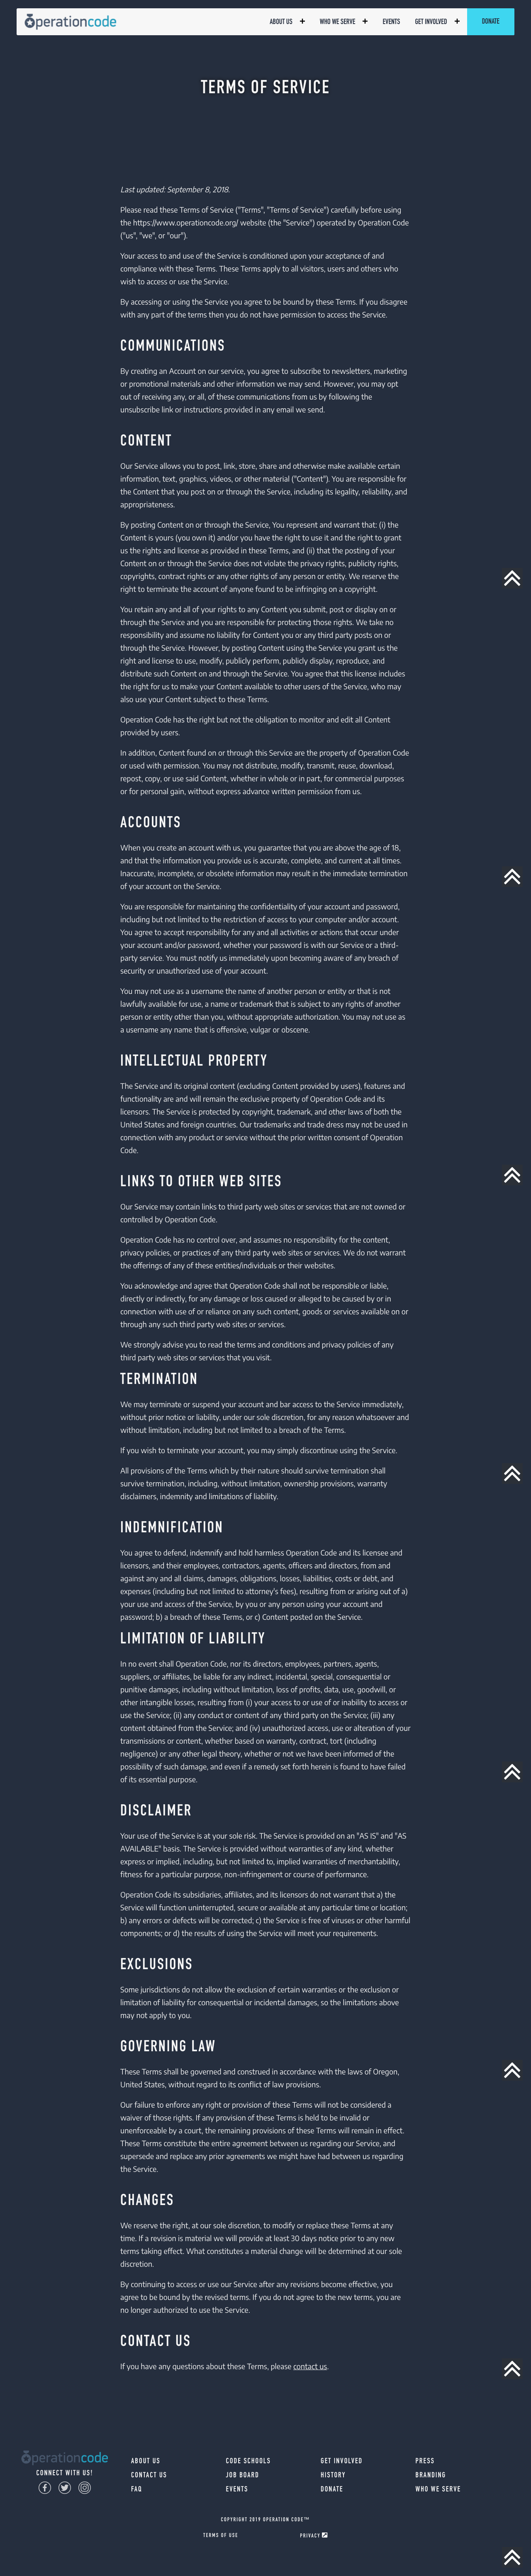 operationcode
ABOUT US + WHO WE SERVE + EVENTS GET INVOLVED + DONATE
TERMS OF SERVICE
Last updated: September 8, 2018.
Please read these Terms of Service ("Terms", "Terms of Service") carefully before using
the https://www.operationcode.org/ website (the "Service") operated by Operation Code
("us", "we", or "our").
Your access to and use of the Service is conditioned upon your acceptance of and
compliance with these Terms. These Terms apply to all visitors, users and others who
wish to access or use the Service.
By accessing or using the Service you agree to be bound by these Terms. If you disagree
with any part of the terms then you do not have permission to access the Service.
COMMUNICATIONS
By creating an Account on our service, you agree to subscribe to newsletters, marketing
or promotional materials and other information we may send. However, you may opt
out of receiving any, or all, of these communications from us by following the
unsubscribe link or instructions provided in any email we send.
CONTENT
Our Service allows you to post, link, store, share and otherwise make available certain
information, text, graphics, videos, or other material ("Content"). You are responsible for
the Content that you post on or through the Service, including its legality, reliability, and
appropriateness.
By posting Content on or through the Service, You represent and warrant that: (i) the
Content is yours (you own it) and/or you have the right to use it and the right to grant
us the rights and license as provided in these Terms, and (ii) that the posting of your
Content on or through the Service does not violate the privacy rights, publicity rights,
copyrights, contract rights or any other rights of any person or entity. We reserve the
right to terminate the account of anyone found to be infringing on a copyright.
You retain any and all of your rights to any Content you submit, post or display on or
through the Service and you are responsible for protecting those rights. We take no
responsibility and assume no liability for Content you or any third party posts on or
through the Service. However, by posting Content using the Service you grant us the
right and license to use, modify, publicly perform, publicly display, reproduce, and
distribute such Content on and through the Service. You agree that this license includes
the right for us to make your Content available to other users of the Service, who may
also use your Content subject to these Terms.
Operation Code has the right but not the obligation to monitor and edit all Content
provided by users.
In addition, Content found on or through this Service are the property of Operation Code
or used with permission. You may not distribute, modify, transmit, reuse, download,
repost, copy, or use said Content, whether in whole or in part, for commercial purposes
or for personal gain, without express advance written permission from us.
ACCOUNTS
When you create an account with us, you guarantee that you are above the age of 18,
and that the information you provide us is accurate, complete, and current at all times.
Inaccurate, incomplete, or obsolete information may result in the immediate termination
of your account on the Service.
You are responsible for maintaining the confidentiality of your account and password,
including but not limited to the restriction of access to your computer and/or account.
You agree to accept responsibility for any and all activities or actions that occur under
your account and/or password, whether your password is with our Service or a third-
party service. You must notify us immediately upon becoming aware of any breach of
security or unauthorized use of your account.
You may not use as a username the name of another person or entity or that is not
lawfully available for use, a name or trademark that is subject to any rights of another
person or entity other than you, without appropriate authorization. You may not use as
a username any name that is offensive, vulgar or obscene.
INTELLECTUAL PROPERTY
The Service and its original content (excluding Content provided by users), features and
functionality are and will remain the exclusive property of Operation Code and its
licensors. The Service is protected by copyright, trademark, and other laws of both the
United States and foreign countries. Our trademarks and trade dress may not be used in
connection with any product or service without the prior written consent of Operation
Code.
LINKS TO OTHER WEB SITES
Our Service may contain links to third party web sites or services that are not owned or
controlled by Operation Code.
Operation Code has no control over, and assumes no responsibility for the content,
privacy policies, or practices of any third party web sites or services. We do not warrant
the offerings of any of these entities/individuals or their websites.
You acknowledge and agree that Operation Code shall not be responsible or liable,
directly or indirectly, for any damage or loss caused or alleged to be caused by or in
connection with use of or reliance on any such content, goods or services available on or
through any such third party web sites or services.
We strongly advise you to read the terms and conditions and privacy policies of any
third party web sites or services that you visit.
TERMINATION
We may terminate or suspend your account and bar access to the Service immediately,
without prior notice or liability, under our sole discretion, for any reason whatsoever and
without limitation, including but not limited to a breach of the Terms.
If you wish to terminate your account, you may simply discontinue using the Service.
All provisions of the Terms which by their nature should survive termination shall
survive termination, including, without limitation, ownership provisions, warranty
disclaimers, indemnity and limitations of liability.
INDEMNIFICATION
You agree to defend, indemnify and hold harmless Operation Code and its licensee and
licensors, and their employees, contractors, agents, officers and directors, from and
against any and all claims, damages, obligations, losses, liabilities, costs or debt, and
expenses (including but not limited to attorney's fees), resulting from or arising out of a)
your use and access of the Service, by you or any person using your account and
password; b) a breach of these Terms, or c) Content posted on the Service.
LIMITATION OF LIABILITY
In no event shall Operation Code, nor its directors, employees, partners, agents,
suppliers, or affiliates, be liable for any indirect, incidental, special, consequential or
punitive damages, including without limitation, loss of profits, data, use, goodwill, or
other intangible losses, resulting from (i) your access to or use of or inability to access or
use the Service; (ii) any conduct or content of any third party on the Service; (iii) any
content obtained from the Service; and (iv) unauthorized access, use or alteration of your
transmissions or content, whether based on warranty, contract, tort (including
negligence) or any other legal theory, whether or not we have been informed of the
possibility of such damage, and even if a remedy set forth herein is found to have failed
of its essential purpose.
DISCLAIMER
Your use of the Service is at your sole risk. The Service is provided on an "AS IS" and "AS
AVAILABLE" basis. The Service is provided without warranties of any kind, whether
express or implied, including, but not limited to, implied warranties of merchantability,
fitness for a particular purpose, non-infringement or course of performance.
Operation Code its subsidiaries, affiliates, and its licensors do not warrant that a) the
Service will function uninterrupted, secure or available at any particular time or location;
b) any errors or defects will be corrected; c) the Service is free of viruses or other harmful
components; or d) the results of using the Service will meet your requirements.
EXCLUSIONS
Some jurisdictions do not allow the exclusion of certain warranties or the exclusion or
limitation of liability for consequential or incidental damages, so the limitations above
may not apply to you.
GOVERNING LAW
These Terms shall be governed and construed in accordance with the laws of Oregon,
United States, without regard to its conflict of law provisions.
Our failure to enforce any right or provision of these Terms will not be considered a
waiver of those rights. If any provision of these Terms is held to be invalid or
unenforceable by a court, the remaining provisions of these Terms will remain in effect.
These Terms constitute the entire agreement between us regarding our Service, and
supersede and replace any prior agreements we might have had between us regarding
the Service.
CHANGES
We reserve the right, at our sole discretion, to modify or replace these Terms at any
time. If a revision is material we will provide at least 30 days notice prior to any new
terms taking effect. What constitutes a material change will be determined at our sole
discretion.
By continuing to access or use our Service after any revisions become effective, you
agree to be bound by the revised terms. If you do not agree to the new terms, you are
no longer authorized to use the Service.
CONTACT US
If you have any questions about these Terms, please contact us.
operationcode
CONNECT WITH US!
ABOUT US CODE SCHOOLS GET INVOLVED PRESS
CONTACT US JOB BOARD HISTORY BRANDING
FAQ EVENTS DONATE WHO WE SERVE
COPYRIGHT 2019 OPERATION CODE™
TERMS OF USE PRIVACY